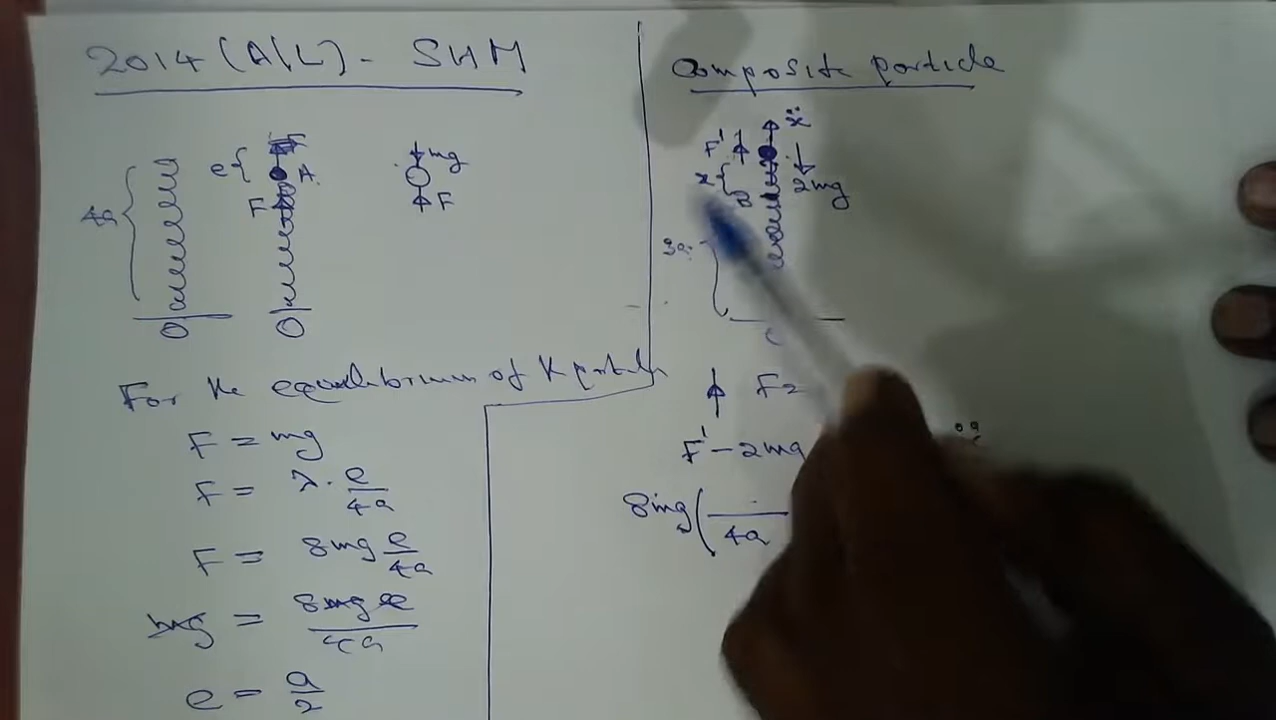 2014 (A/L) - SHM
4a
e{
A
F
O
O
mg
F
For the equilibrium of the particle
F = mg
F = λ. e/4a
F = 8mg e/4a
mg = 8mg e/4a
e = a/2
Composite particle
F' ẍ
x
2mg
3a
F =
F' - 2mg
8mg( /4a